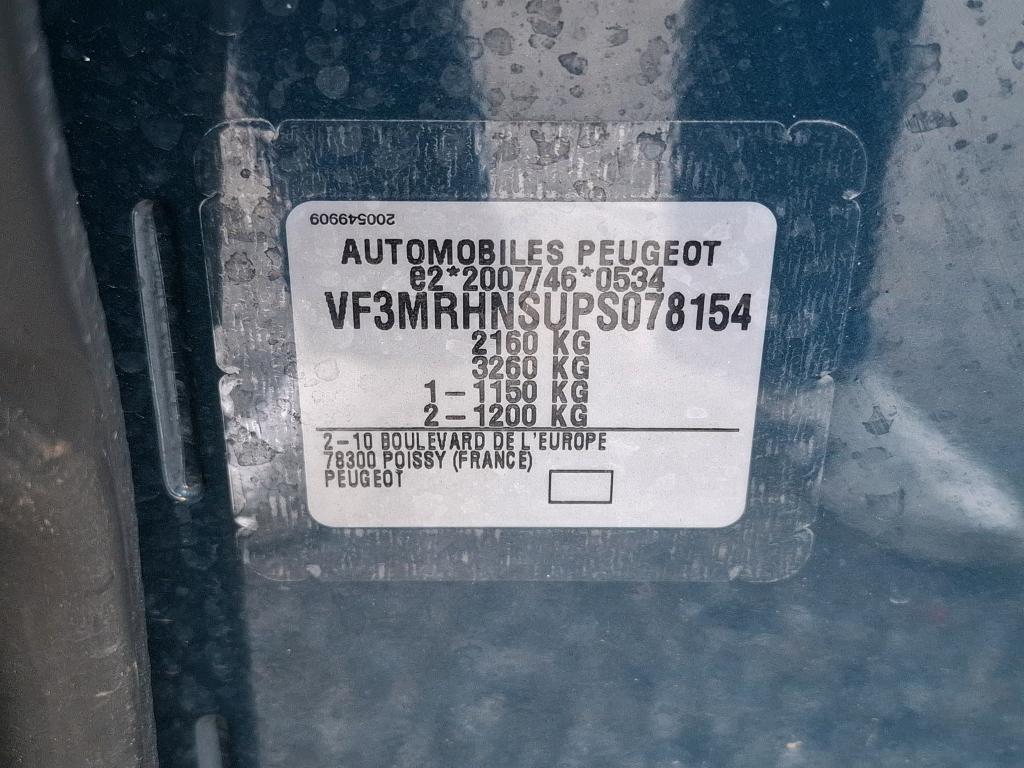 200549909
AUTOMOBILES PEUGEOT
e2*2007/46*0534
VF3MRHNSUPS078154
2160 KG
3260 KG
1-1150 KG
2-1200 KG
2-10 BOULEVARD DE L'EUROPE
78300 POISSY (FRANCE)
PEUGEOT